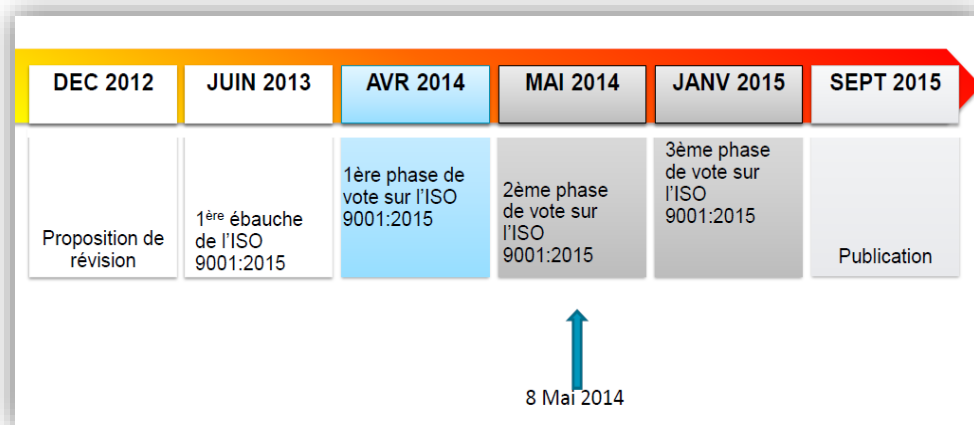 DEC 2012
JUIN 2013
AVR 2014
MAI 2014
JANV 2015
SEPT 2015
Proposition de
révision
1ère ébauche
de l'ISO
9001:2015
1ère phase de
vote sur l'ISO
9001:2015
2ème phase
de vote sur
l'ISO
9001:2015
3ème phase
de vote sur
l'ISO
9001:2015
Publication
8 Mai 2014